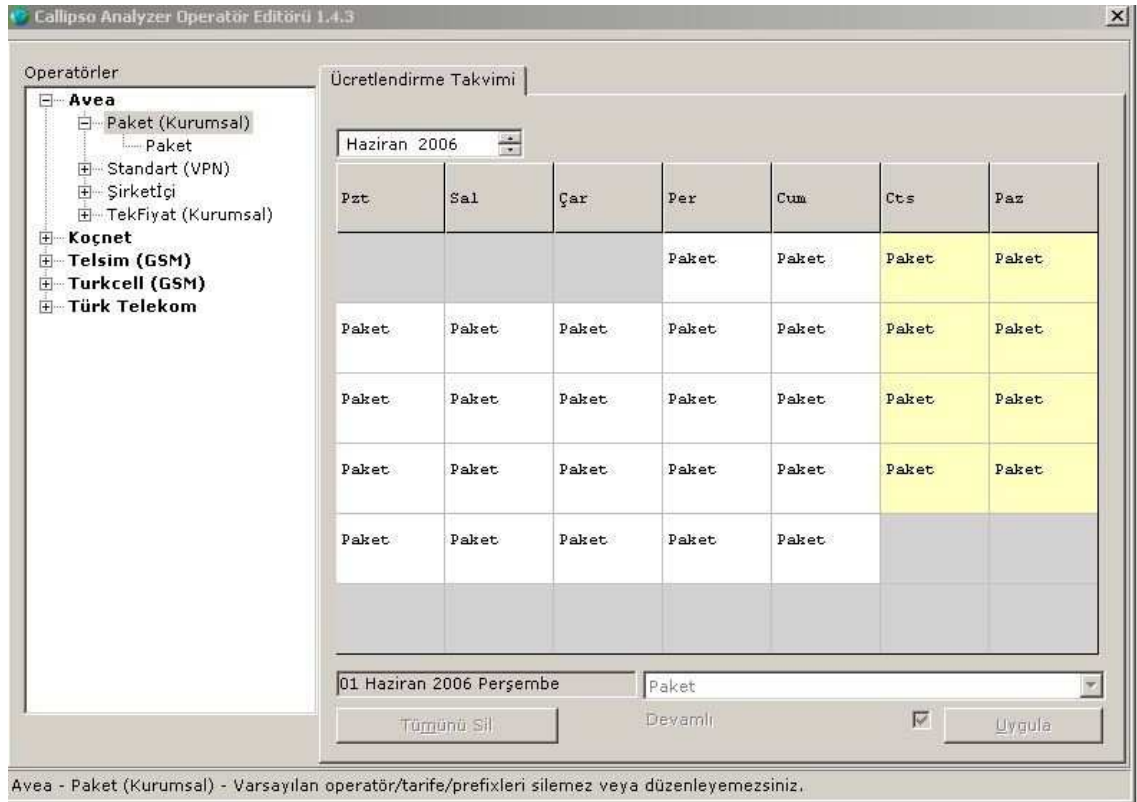 Callipso Analyzer Operatör Editörü 1.4.3
Operatörler
Avea
Paket (Kurumsal)
Paket
Standart (VPN)
Şirketİçi
TekFiyat (Kurumsal)
Koçnet
Telsim (GSM)
Turkcell (GSM)
Türk Telekom
Ücretlendirme Takvimi
Haziran 2006
Pzt Sal Çar Per Cum Cts Paz
Paket Paket Paket Paket
Paket Paket Paket Paket Paket Paket Paket
Paket Paket Paket Paket Paket Paket Paket
Paket Paket Paket Paket Paket Paket Paket
Paket Paket Paket Paket Paket
01 Haziran 2006 Perşembe Paket
Tümünü Sil Devamlı Uygula
Avea - Paket (Kurumsal) - Varsayılan operatör/tarife/prefixleri silemez veya düzenleyemezsiniz.